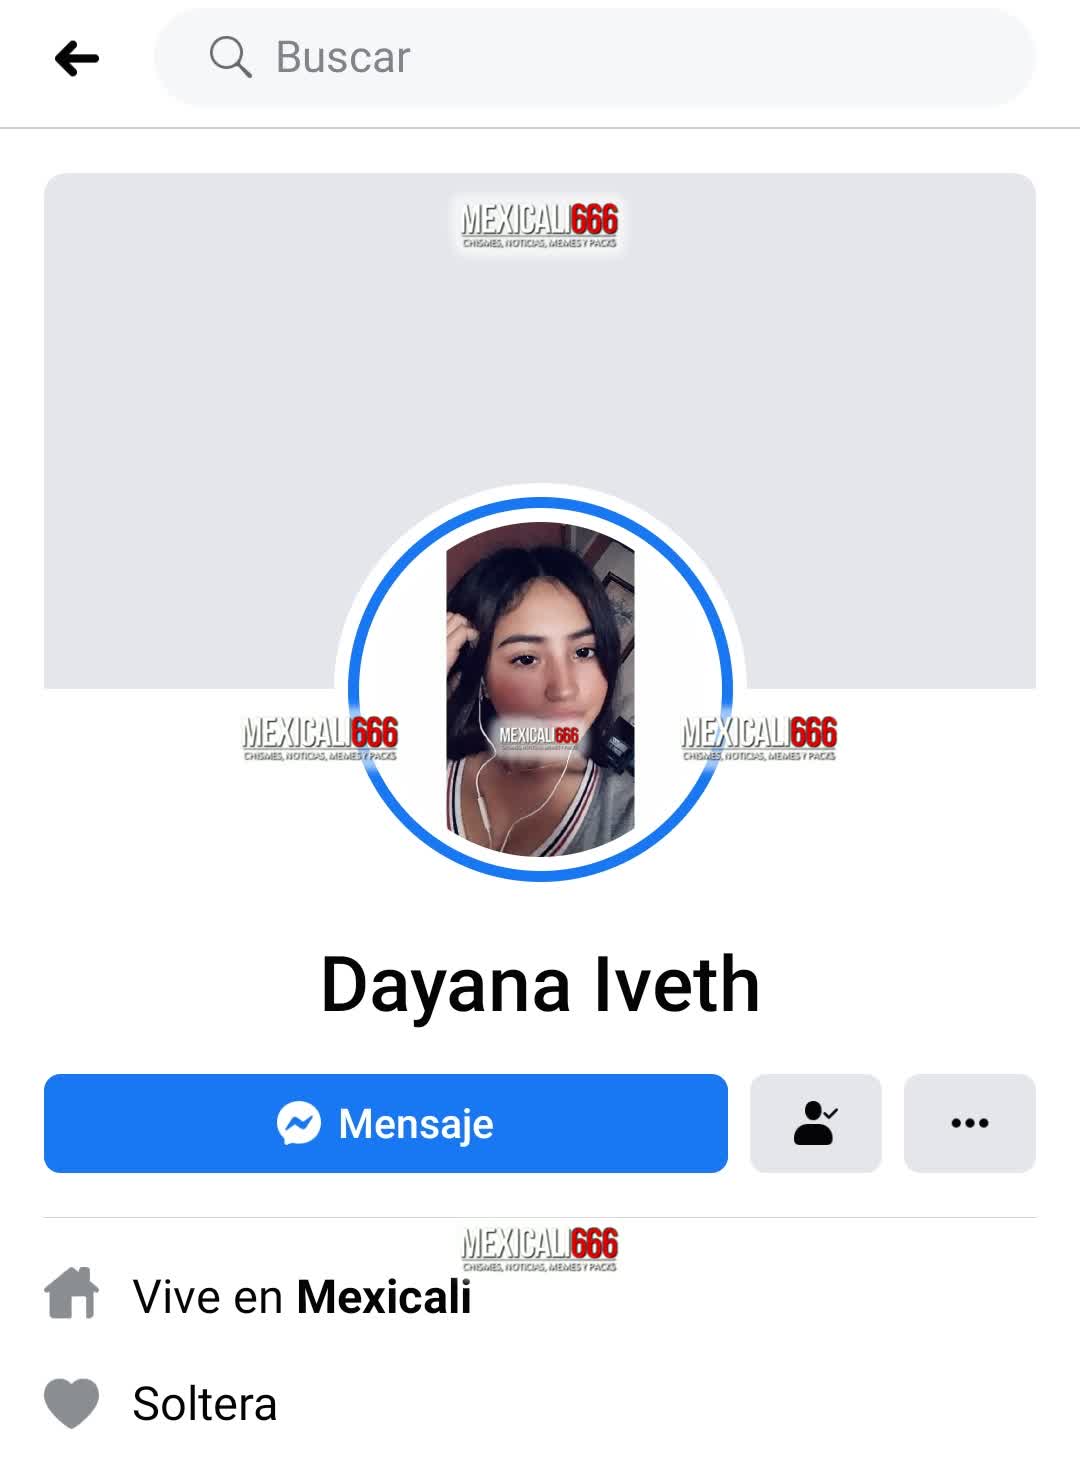 Buscar
MEXICALI666
CHISMES, NOTICIAS, MEMES Y PACKS
MEXICALI666
CHISMES, NOTICIAS, MEMES Y PACKS
MEXICALI666
CHISMES, NOTICIAS, MEMES Y PACKS
MEXICALI666
CHISMES, NOTICIAS, MEMES Y PACKS
Dayana Iveth
Mensaje
MEXICALI666
CHISMES, NOTICIAS, MEMES Y PACKS
Vive en Mexicali
Soltera